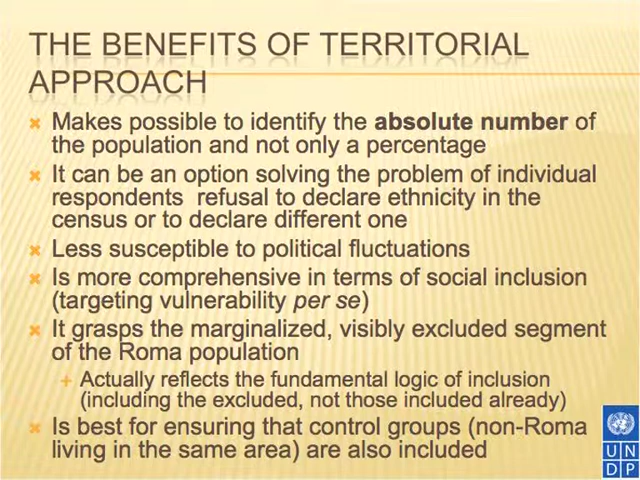 THE BENEFITS OF TERRITORIAL
APPROACH
Makes possible to identify the absolute number of
the population and not only a percentage
It can be an option solving the problem of individual
respondents refusal to declare ethnicity in the
census or to declare different one
Less susceptible to political fluctuations
Is more comprehensive in terms of social inclusion
(targeting vulnerability per se)
It grasps the marginalized, visibly excluded segment
of the Roma population
Actually reflects the fundamental logic of inclusion
(including the excluded, not those included already)
Is best for ensuring that control groups (non-Roma
living in the same area) are also included
U N
D P